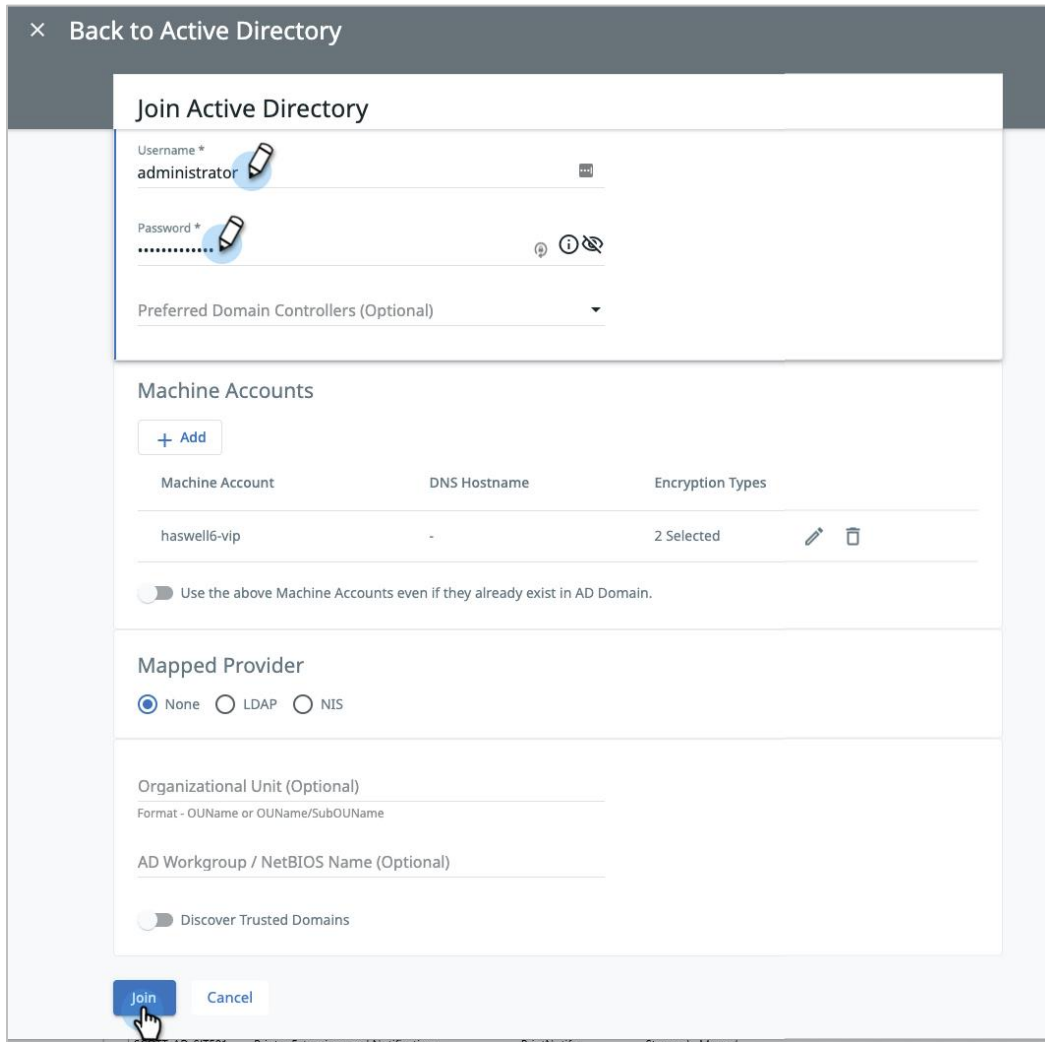 Back to Active Directory
Join Active Directory
Username *
administrator
Password *
•••••••••••••
Preferred Domain Controllers (Optional)
Machine Accounts
+ Add
Machine Account DNS Hostname Encryption Types
haswell6-vip - 2 Selected
Use the above Machine Accounts even if they already exist in AD Domain.
Mapped Provider
None LDAP NIS
Organizational Unit (Optional)
Format - OUName or OUName/SubOUName
AD Workgroup / NetBIOS Name (Optional)
Discover Trusted Domains
Join Cancel